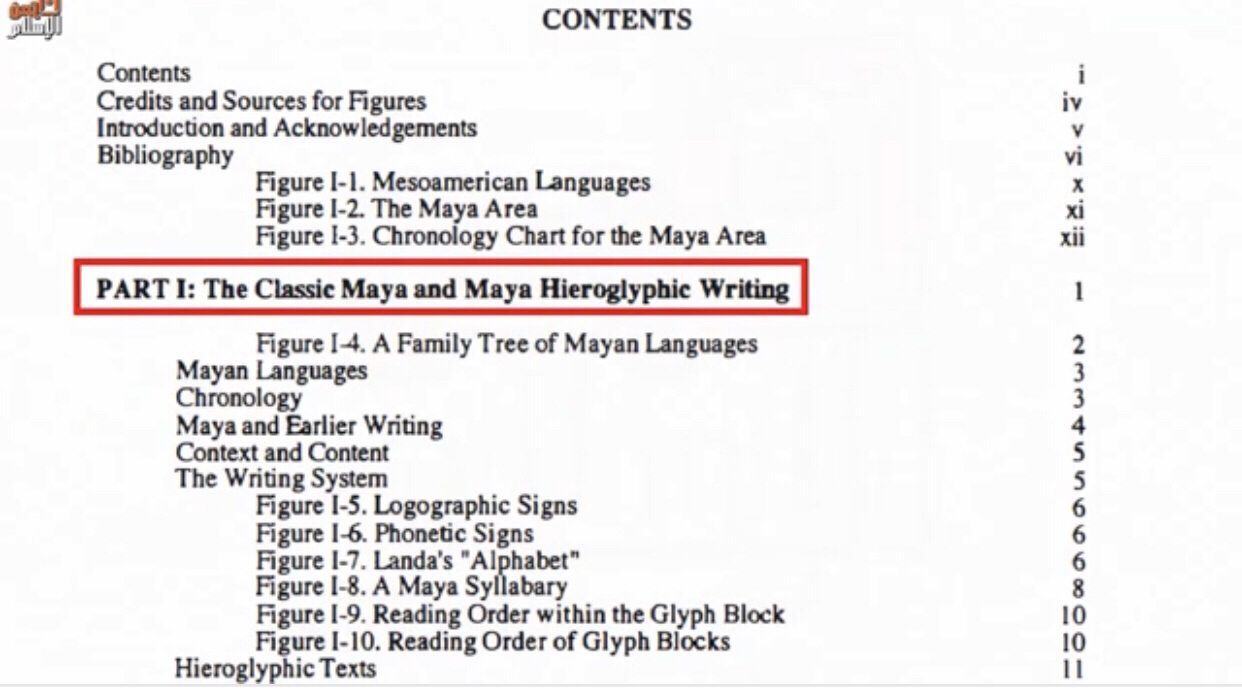 الإسلام
CONTENTS
Contents i
Credits and Sources for Figures iv
Introduction and Acknowledgements v
Bibliography vi
Figure I-1. Mesoamerican Languages x
Figure I-2. The Maya Area xi
Figure I-3. Chronology Chart for the Maya Area xii
PART I: The Classic Maya and Maya Hieroglyphic Writing 1
Figure I-4. A Family Tree of Mayan Languages 2
Mayan Languages 3
Chronology 3
Maya and Earlier Writing 4
Context and Content 5
The Writing System 5
Figure I-5. Logographic Signs 6
Figure I-6. Phonetic Signs 6
Figure I-7. Landa's "Alphabet" 6
Figure I-8. A Maya Syllabary 8
Figure I-9. Reading Order within the Glyph Block 10
Figure I-10. Reading Order of Glyph Blocks 10
Hieroglyphic Texts 11